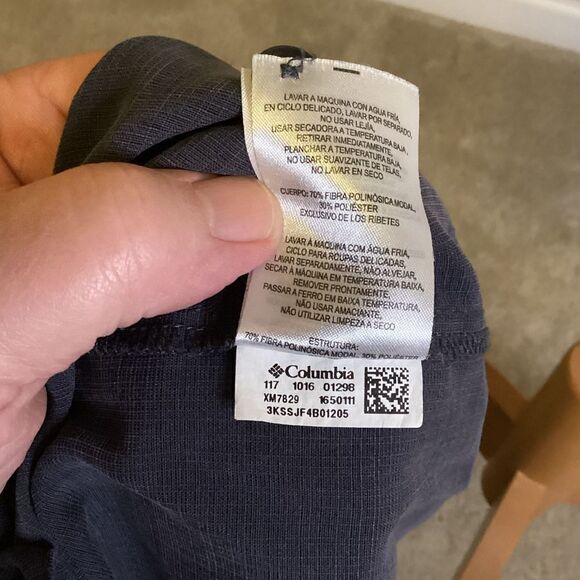 LAVAR A MAQUINA CON AGUA FRIA,
EN CICLO DELICADO, LAVAR POR SEPARADO,
NO USAR LEJÍA,
USAR SECADORA A TEMPERATURA BAJA,
RETIRAR INMEDIATAMENTE,
PLANCHAR A TEMPERATURA BAJA,
NO USAR SUAVIZANTE DE TELAS,
NO LAVAR EN SECO
CUERPO: 70% FIBRA POLINÓSICA MODAL,
30% POLIÉSTER
EXCLUSIVO DE LOS RIBETES
LAVAR À MÁQUINA COM ÁGUA FRIA,
CICLO PARA ROUPAS DELICADAS,
LAVAR SEPARADAMENTE, NÃO ALVEJAR,
SECAR À MÁQUINA EM TEMPERATURA BAIXA,
REMOVER PRONTAMENTE,
PASSAR A FERRO EM BAIXA TEMPERATURA,
NÃO USAR AMACIANTE,
NÃO UTILIZAR LIMPEZA A SECO
ESTRUTURA:
70% FIBRA POLINÓSICA MODAL, 30% POLIÉSTER
Columbia
117 1016 01298
XM7829 1650111
3KSSJF4B01205